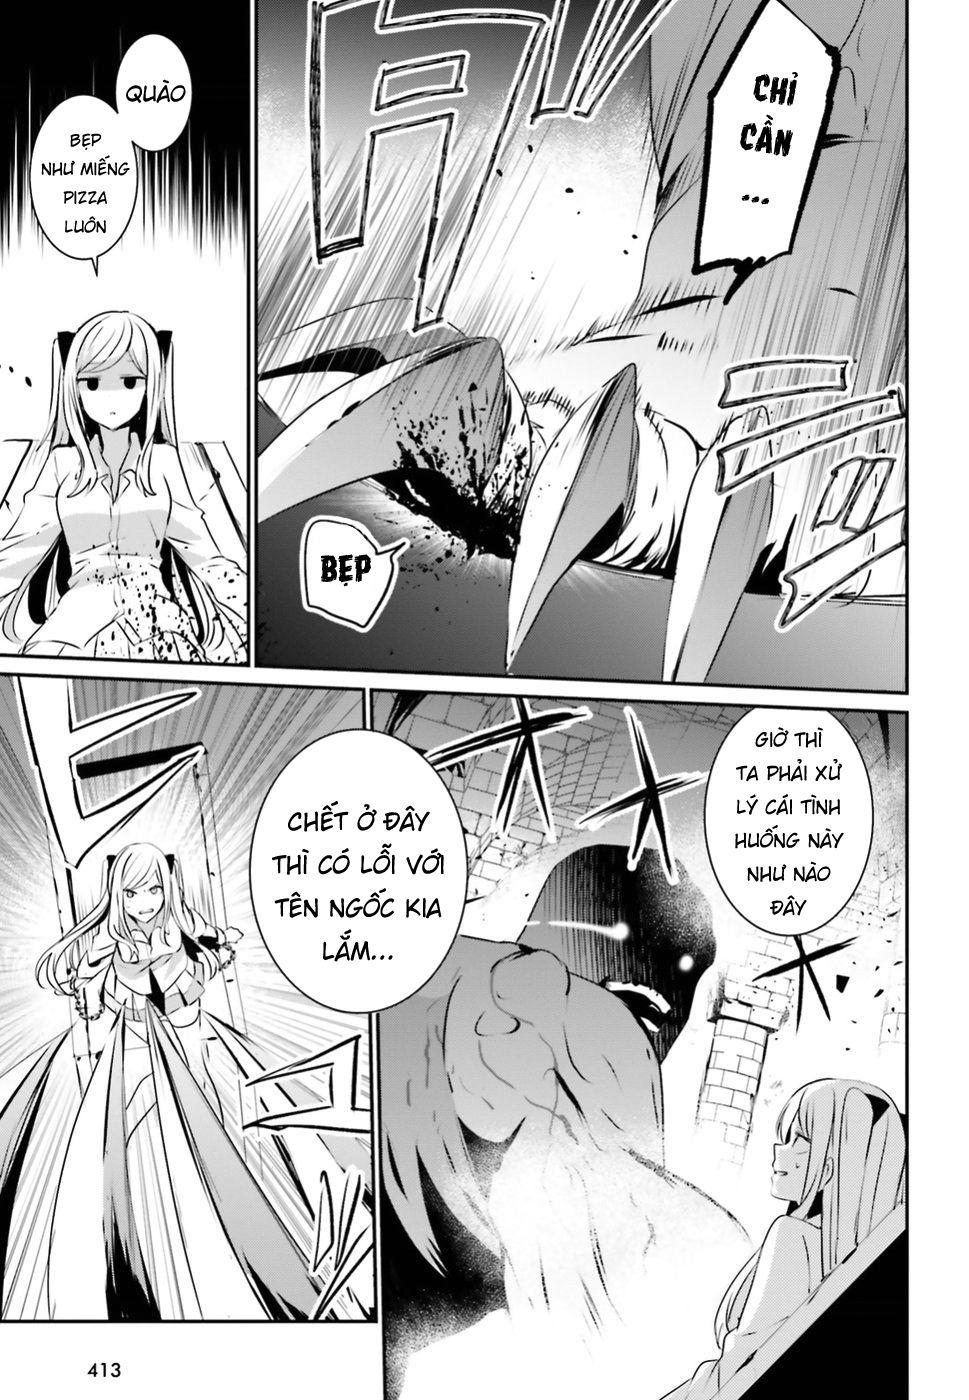 CHỈ
CẦN
...
BẸP
QUÀO
BẸP
NHƯ MIẾNG
PIZZA
LUÔN
GIỜ THÌ
TA PHẢI XỬ
LÝ CÁI TÌNH
HUỐNG NÀY
NHƯ NÀO
ĐÂY
CHẾT Ở ĐÂY
THÌ CÓ LỖI VỚI
TÊN NGỐC KIA
LẮM...
413